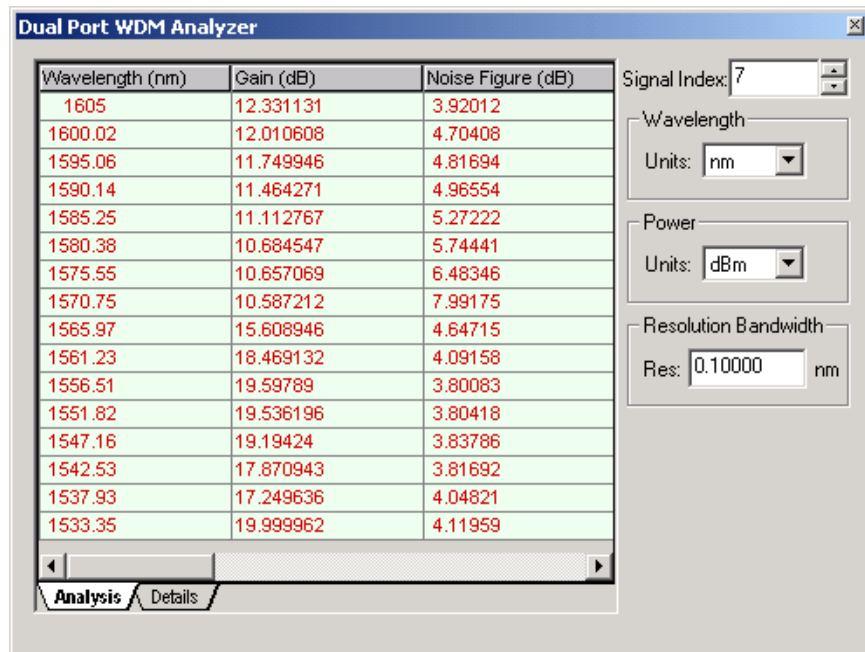 Dual Port WDM Analyzer
Wavelength (nm) Gain (dB) Noise Figure (dB)
1605 12.331131 3.92012
1600.02 12.010608 4.70408
1595.06 11.749946 4.81694
1590.14 11.464271 4.96554
1585.25 11.112767 5.27222
1580.38 10.684547 5.74441
1575.55 10.657069 6.48346
1570.75 10.587212 7.99175
1565.97 15.608946 4.64715
1561.23 18.469132 4.09158
1556.51 19.59789 3.80083
1551.82 19.536196 3.80418
1547.16 19.19424 3.83786
1542.53 17.870943 3.81692
1537.93 17.249636 4.04821
1533.35 19.999962 4.11959
Analysis Details
Signal Index: 7
Wavelength
Units: nm
Power
Units: dBm
Resolution Bandwidth
Res: 0.10000 nm